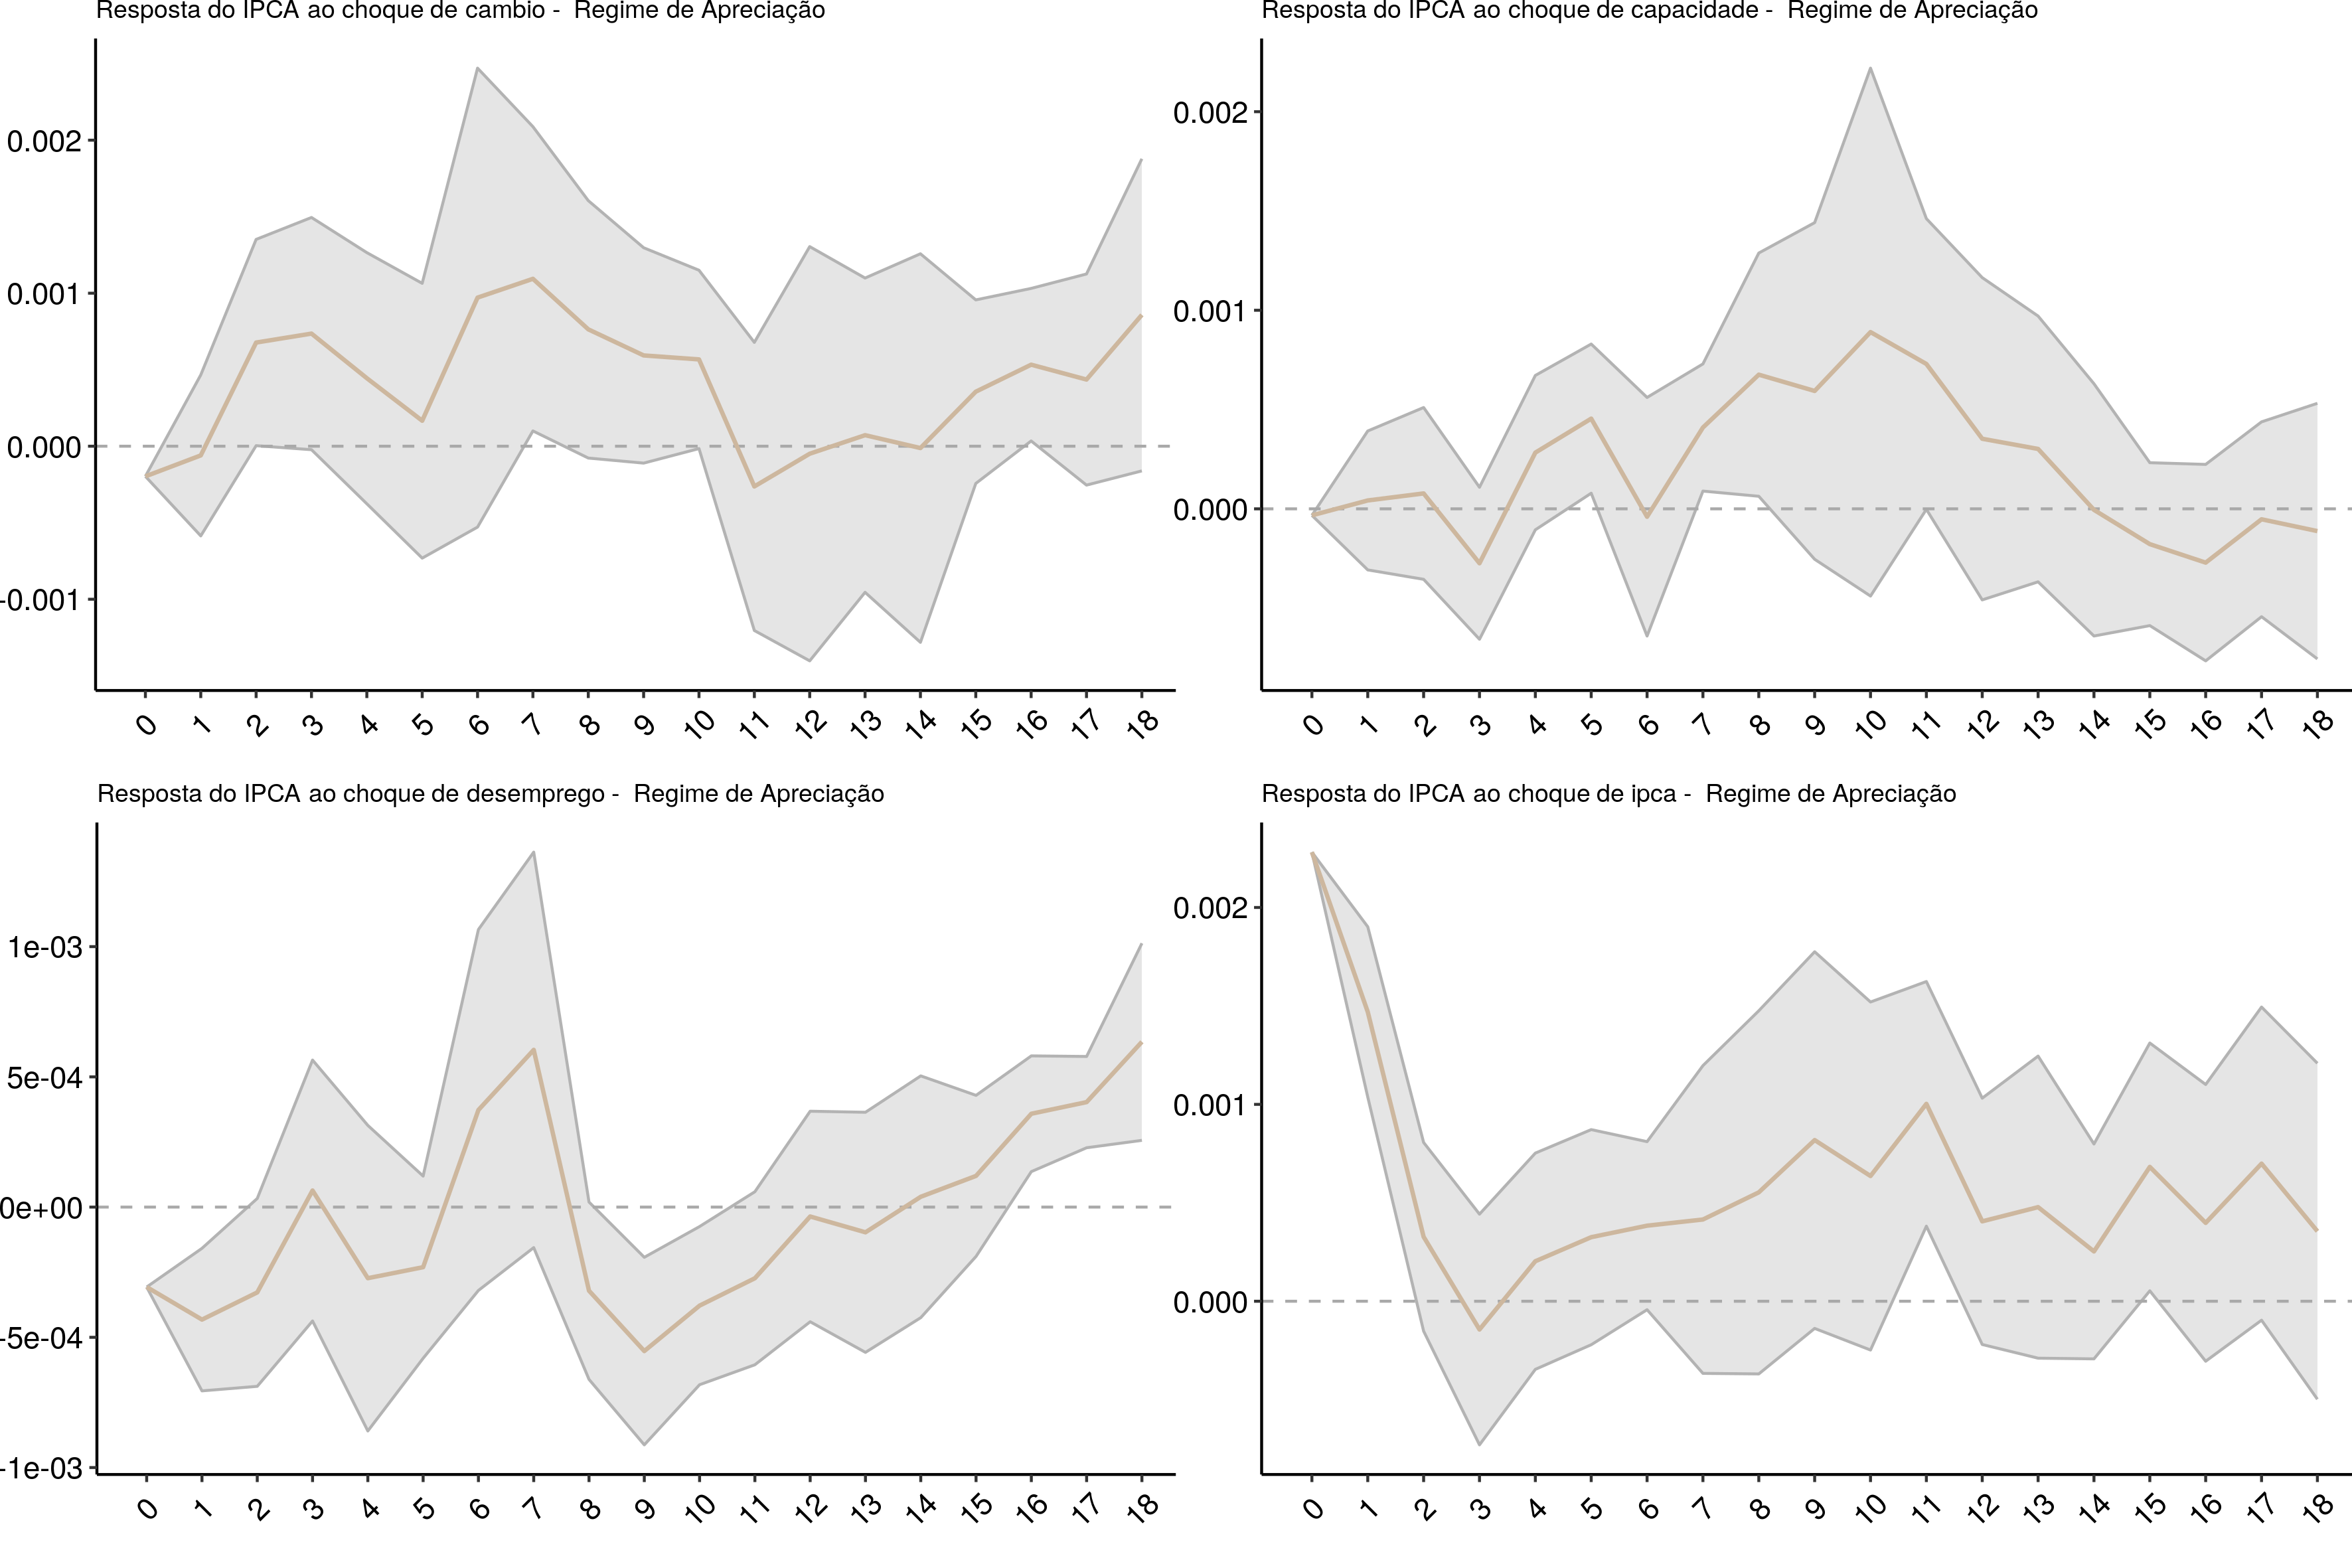 Resposta do IPCA ao choque de cambio -  Regime de Apreciação
0.002
0.001
0.000
-0.001
0 1 2 3 4 5 6 7 8 9 10 11 12 13 14 15 16 17 18
Resposta do IPCA ao choque de capacidade -  Regime de Apreciação
0.002
0.001
0.000
0 1 2 3 4 5 6 7 8 9 10 11 12 13 14 15 16 17 18
Resposta do IPCA ao choque de desemprego -  Regime de Apreciação
1e-03
5e-04
0e+00
-5e-04
-1e-03
0 1 2 3 4 5 6 7 8 9 10 11 12 13 14 15 16 17 18
Resposta do IPCA ao choque de ipca -  Regime de Apreciação
0.002
0.001
0.000
0 1 2 3 4 5 6 7 8 9 10 11 12 13 14 15 16 17 18